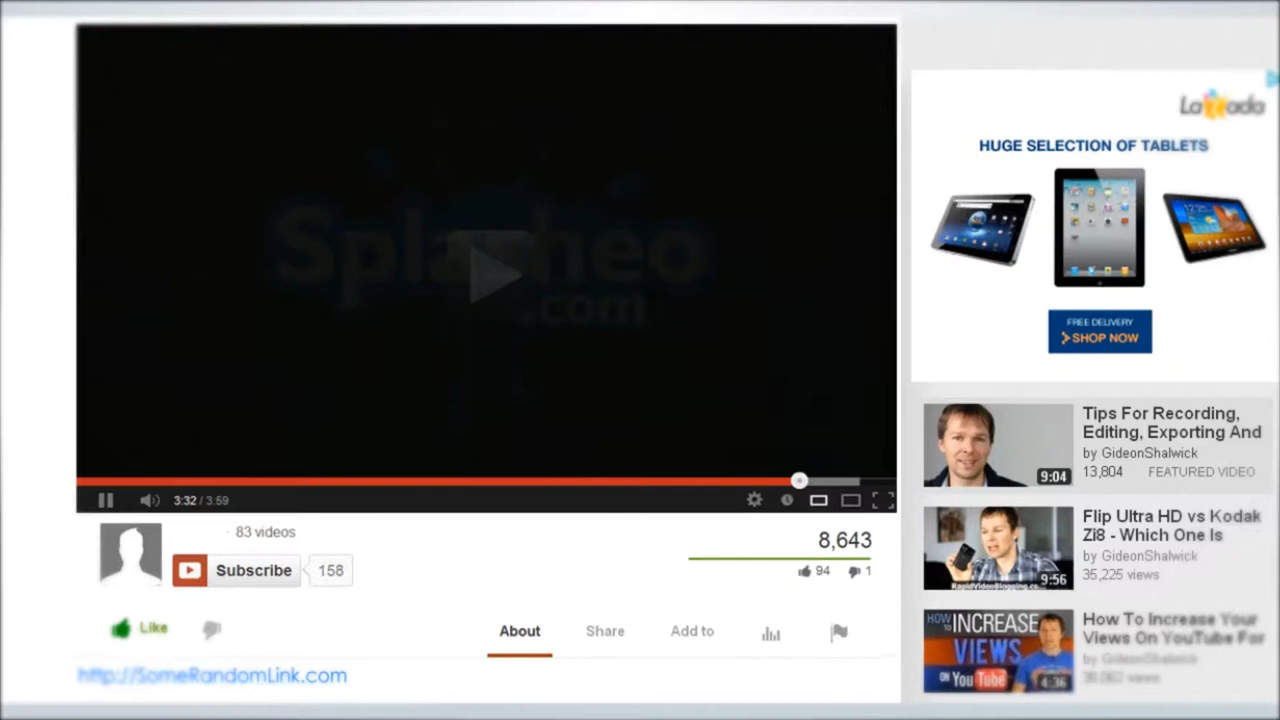 Splasheo
.com
3:32 / 3:59
83 videos
Subscribe
158
8,643
94
1
Like
About
Share
Add to
http://SomeRandomLink.com
Lazada
HUGE SELECTION OF TABLETS
FREE DELIVERY
SHOP NOW
Tips For Recording,
Editing, Exporting And
by GideonShalwick
13,804 FEATURED VIDEO
9:04
Flip Ultra HD vs Kodak
Zi8 - Which One Is
by GideonShalwick
35,225 views
9:56
HOW TO INCREASE
VIEWS
ON YouTube
4:36
How To Increase Your
Views On YouTube For
by GideonShalwick
views